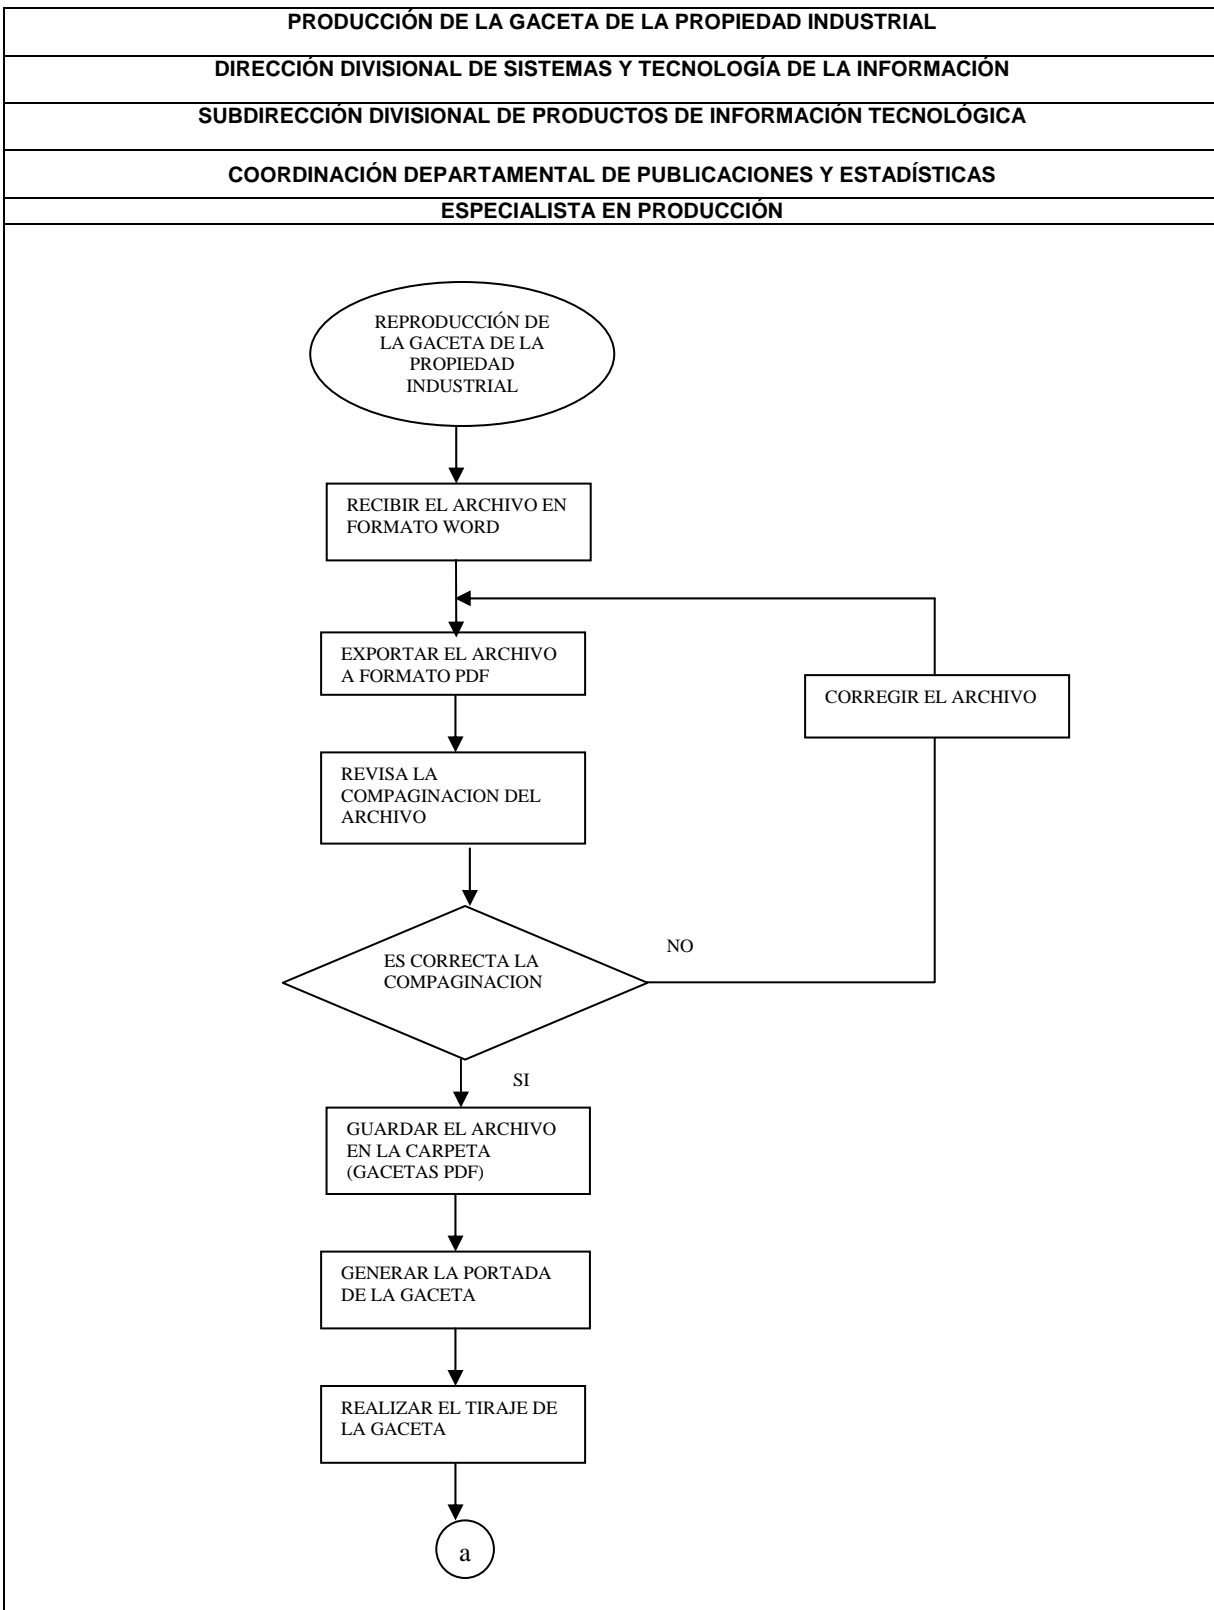 PRODUCCIÓN DE LA GACETA DE LA PROPIEDAD INDUSTRIAL
DIRECCIÓN DIVISIONAL DE SISTEMAS Y TECNOLOGÍA DE LA INFORMACIÓN
SUBDIRECCIÓN DIVISIONAL DE PRODUCTOS DE INFORMACIÓN TECNOLÓGICA
COORDINACIÓN DEPARTAMENTAL DE PUBLICACIONES Y ESTADÍSTICAS
ESPECIALISTA EN PRODUCCIÓN
REPRODUCCIÓN DE
LA GACETA DE LA
PROPIEDAD
INDUSTRIAL
RECIBIR EL ARCHIVO EN
FORMATO WORD
EXPORTAR EL ARCHIVO
A FORMATO PDF
CORREGIR EL ARCHIVO
REVISA LA
COMPAGINACION DEL
ARCHIVO
ES CORRECTA LA
COMPAGINACION
NO
SI
GUARDAR EL ARCHIVO
EN LA CARPETA
(GACETAS PDF)
GENERAR LA PORTADA
DE LA GACETA
REALIZAR EL TIRAJE DE
LA GACETA
a